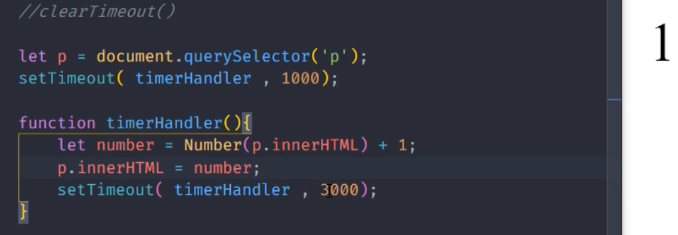 //clearTimeout()
let p = document.querySelector('p');
setTimeout( timerHandler , 1000);
function timerHandler(){
let number = Number(p.innerHTML) + 1;
p.innerHTML = number;
setTimeout( timerHandler , 3000);
}
1